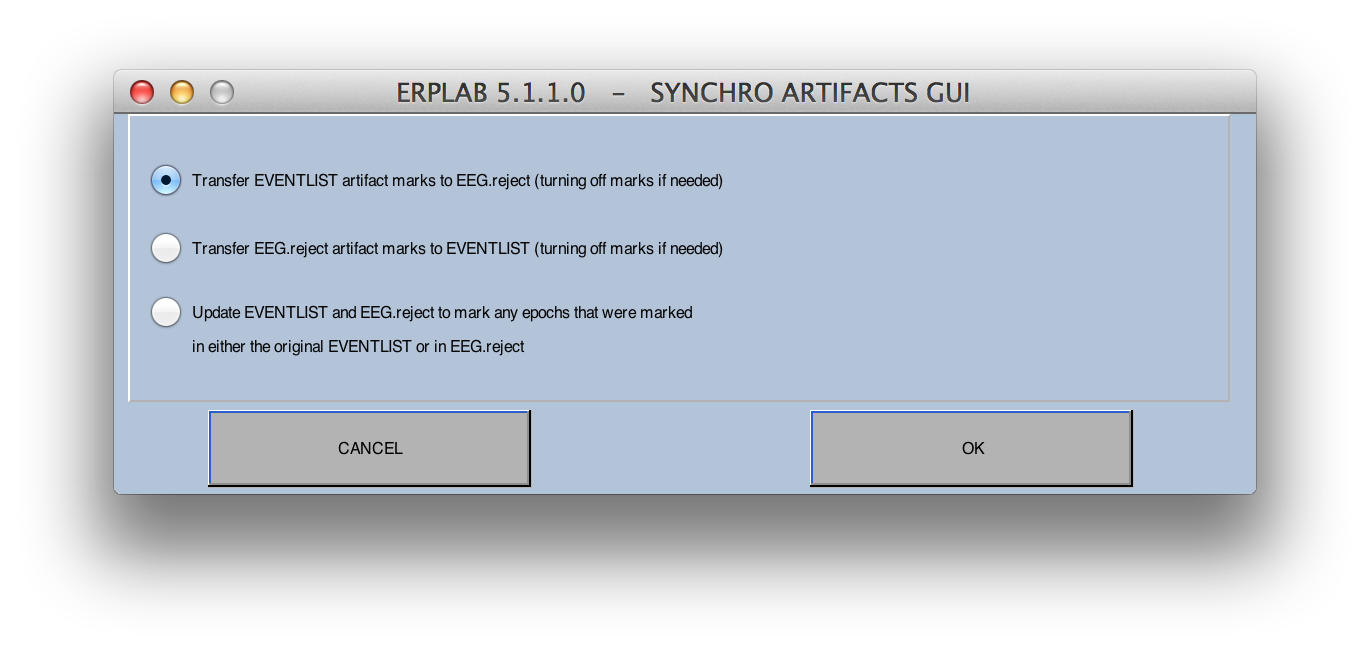 ERPLAB 5.1.1.0 - SYNCHRO ARTIFACTS GUI
Transfer EVENTLIST artifact marks to EEG.reject (turning off marks if needed)
Transfer EEG.reject artifact marks to EVENTLIST (turning off marks if needed)
Update EVENTLIST and EEG.reject to mark any epochs that were marked
in either the original EVENTLIST or in EEG.reject
CANCEL
OK